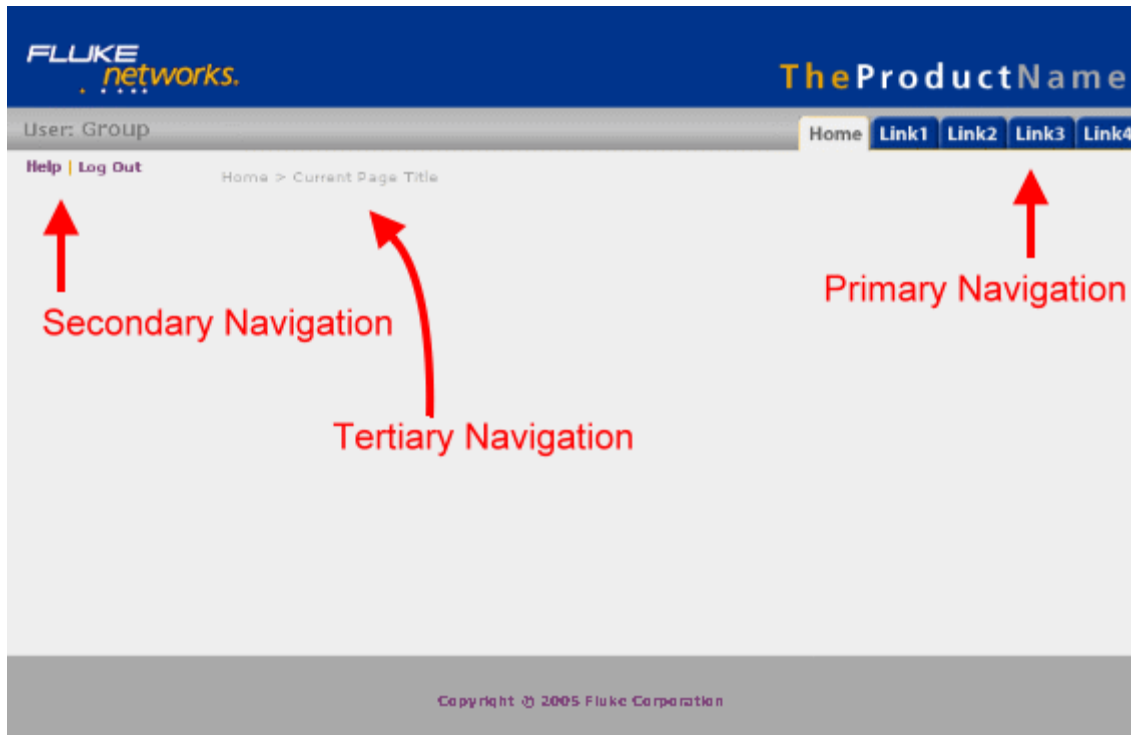 FLUKE
networks.
TheProductName
User: Group
Home Link1 Link2 Link3 Link4
Help | Log Out
Home > Current Page Title
Primary Navigation
Secondary Navigation
Tertiary Navigation
Copyright © 2005 Fluke Corporation